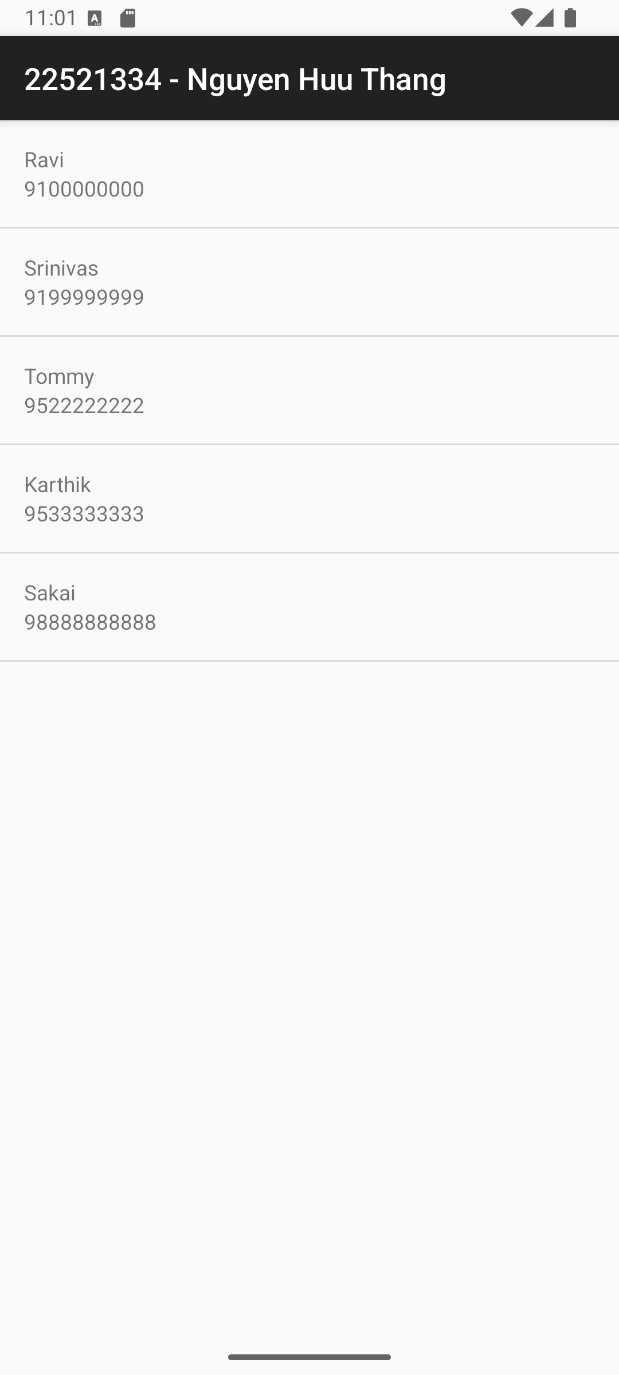 11:01
22521334 - Nguyen Huu Thang
Ravi
9100000000
Srinivas
9199999999
Tommy
9522222222
Karthik
9533333333
Sakai
98888888888